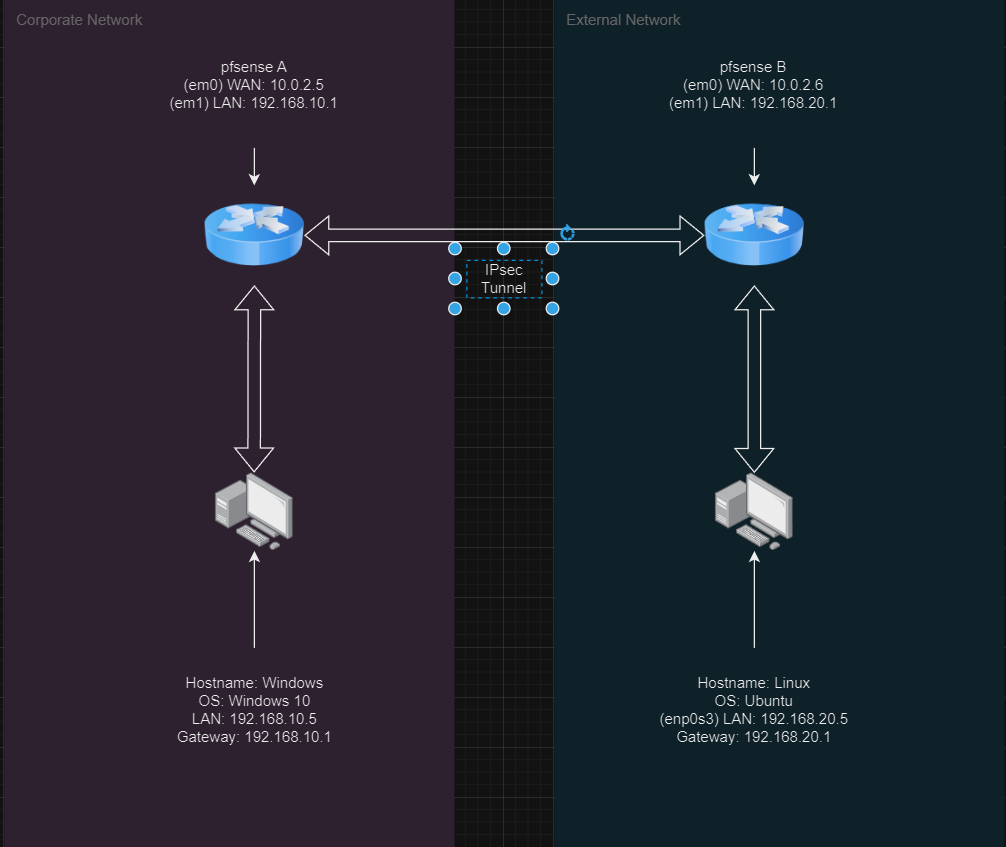 Corporate Network
External Network
pfsense A
(em0) WAN: 10.0.2.5
(em1) LAN: 192.168.10.1
pfsense B
(em0) WAN: 10.0.2.6
(em1) LAN: 192.168.20.1
IPsec
Tunnel
Hostname: Windows
OS: Windows 10
LAN: 192.168.10.5
Gateway: 192.168.10.1
Hostname: Linux
OS: Ubuntu
(enp0s3) LAN: 192.168.20.5
Gateway: 192.168.20.1